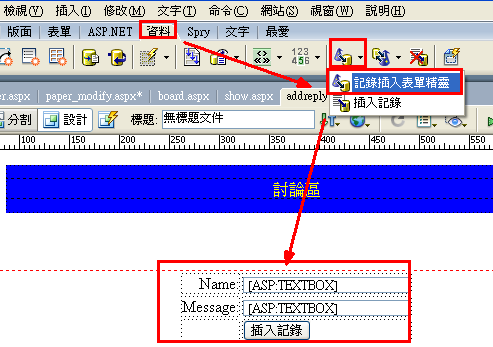 檢視(V) 插入(I) 修改(M) 文字(T) 命令(C) 網站(S) 視窗(W) 說明(H)
版面 表單 ASP.NET 資料 Spry 文字 最愛
123
456
記錄插入表單精靈
插入記錄
er.aspx paper_modify.aspx* board.aspx show.aspx addreply
分割 設計 標題: 無標題文件
100 150 200 250 300 350 400 450 500 550
討論區
Name: [ASP:TEXTBOX]
Message: [ASP:TEXTBOX]
插入記錄